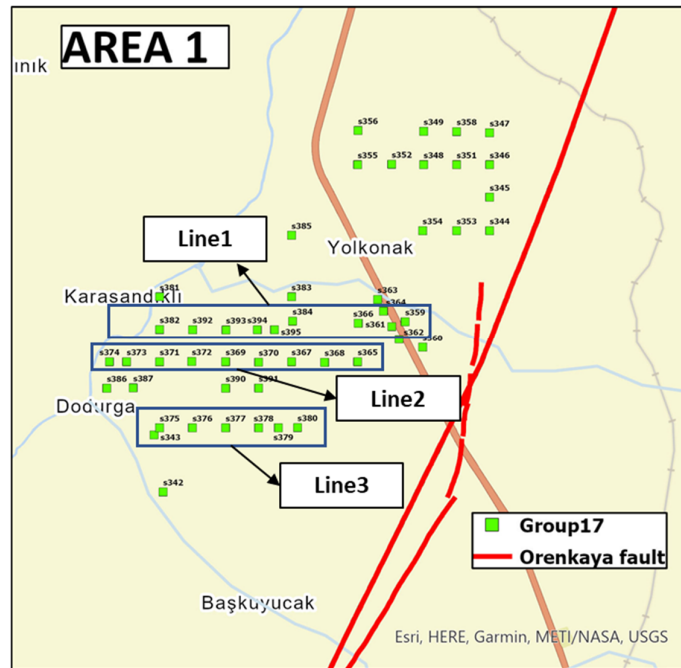 AREA 1
ınık
s356
s349
s358
s347
s355
s352
s348
s351
s346
s345
s354
s353
s344
s385
Line1
Yolkonak
s381
s383
s363
Karasandıklı
s364
s382
s392
s393
s394
s384
s395
s366
s361
s359
s362
s360
s374
s373
s371
s372
s369
s370
s367
s368
s365
s386
s387
s390
s391
Dodurga
Line2
s375
s376
s377
s378
s380
s343
s379
Line3
s342
Group17
Orenkaya fault
Başkuyucak
Esri, HERE, Garmin, METI/NASA, USGS